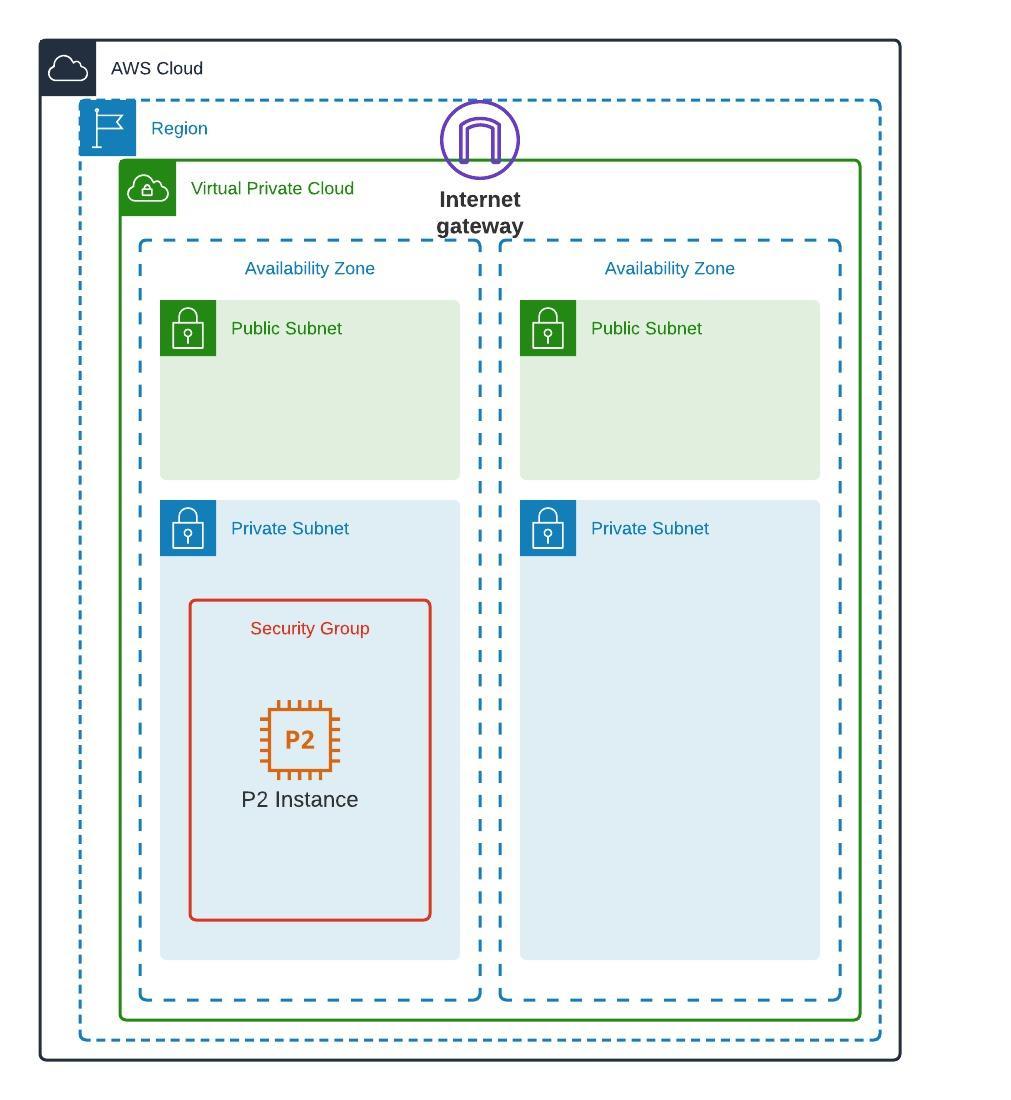 AWS Cloud
Region
Virtual Private Cloud
Internet
gateway
Availability Zone
Availability Zone
Public Subnet
Public Subnet
Private Subnet
Private Subnet
Security Group
P2
P2 Instance